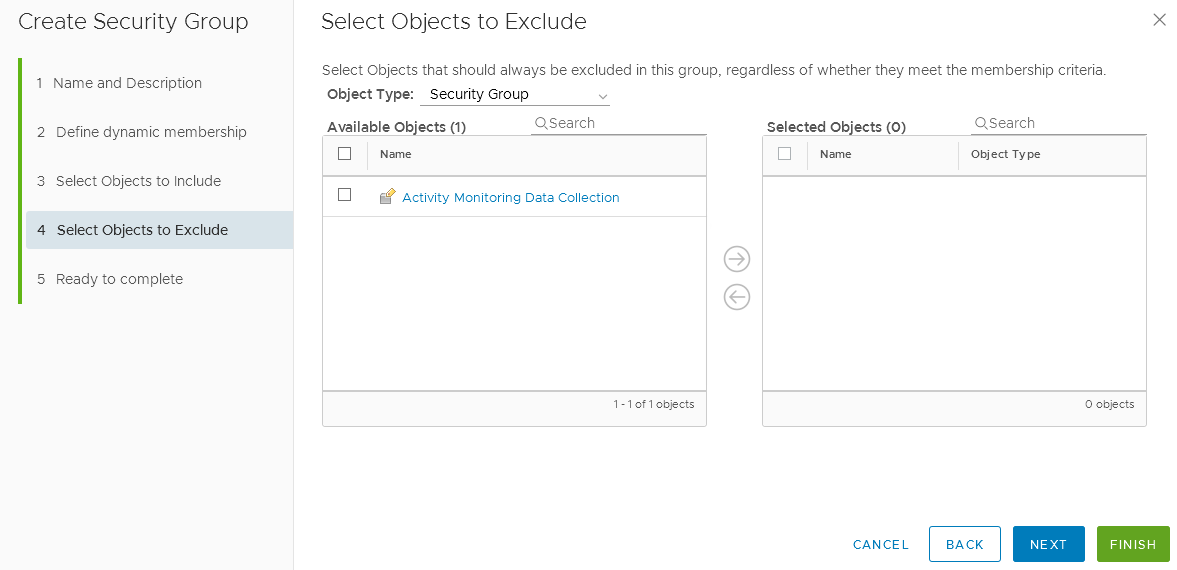 Create Security Group
1 Name and Description
2 Define dynamic membership
3 Select Objects to Include
4 Select Objects to Exclude
5 Ready to complete
Select Objects to Exclude
Select Objects that should always be excluded in this group, regardless of whether they meet the membership criteria.
Object Type: Security Group
Available Objects (1) Search
Name
Activity Monitoring Data Collection
1 - 1 of 1 objects
Selected Objects (0) Search
Name Object Type
0 objects
CANCEL BACK NEXT FINISH